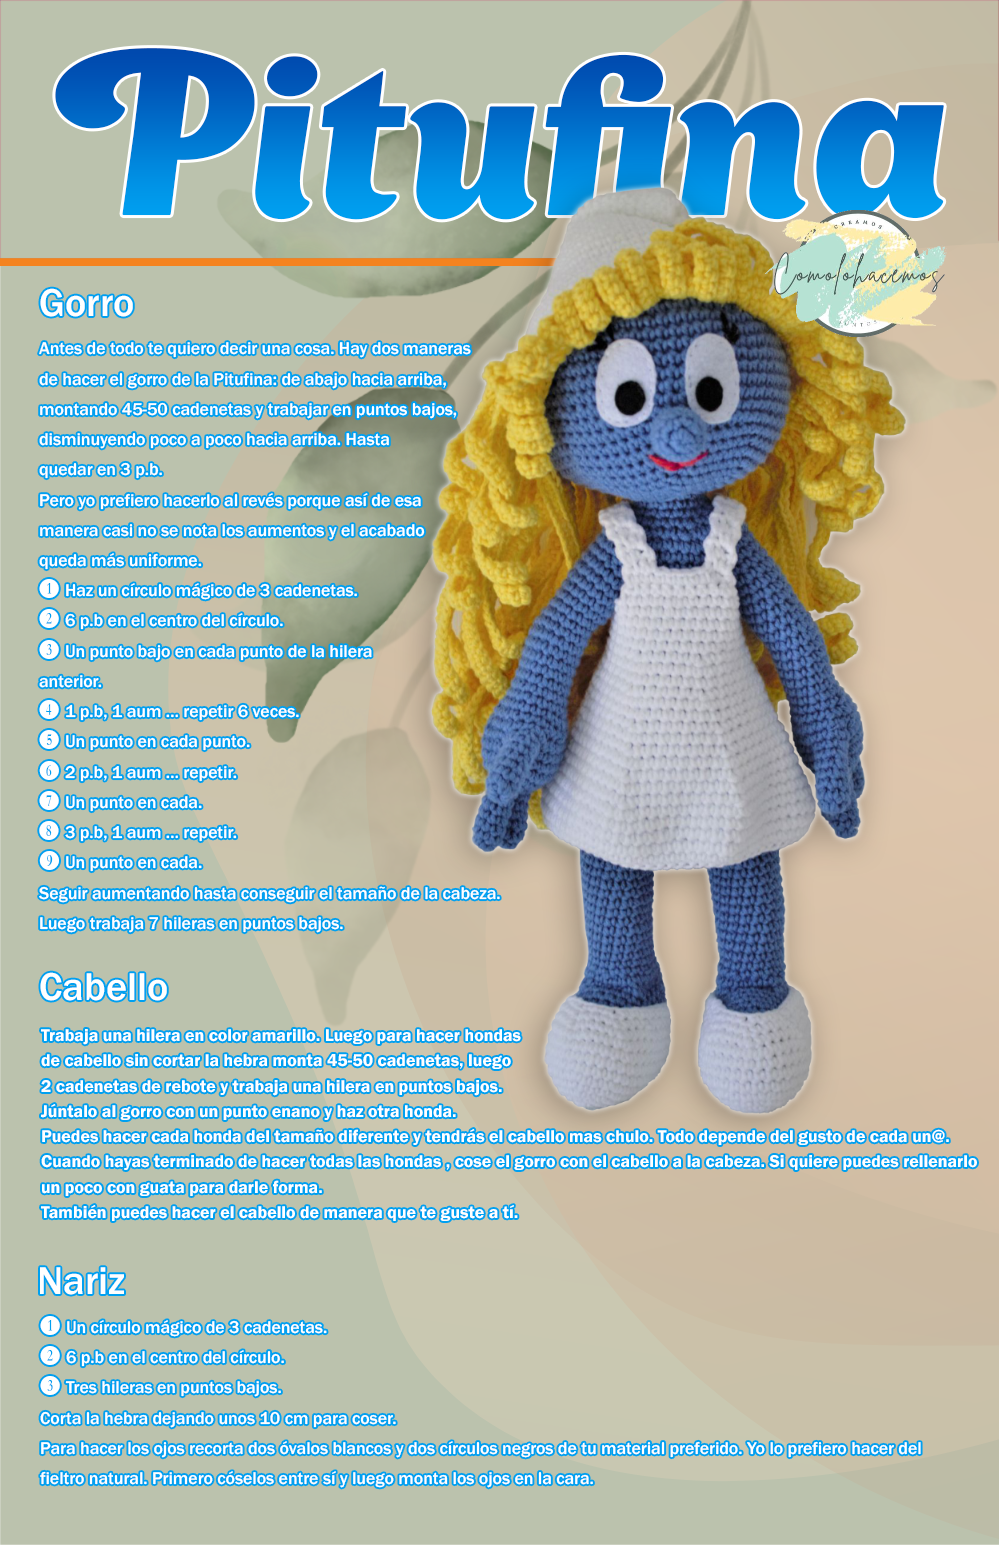 Pitufina
CREAMOS
Comolohacemos
Gorro
Antes de todo te quiero decir una cosa. Hay dos maneras
de hacer el gorro de la Pitufina: de abajo hacia arriba,
montando 45-50 cadenetas y trabajar en puntos bajos,
disminuyendo poco a poco hacia arriba. Hasta
quedar en 3 p.b.
Pero yo prefiero hacerlo al revés porque así de esa
manera casi no se nota los aumentos y el acabado
queda más uniforme.
1 Haz un círculo mágico de 3 cadenetas.
2 6 p.b en el centro del círculo.
3 Un punto bajo en cada punto de la hilera
anterior.
4 1 p.b, 1 aum ... repetir 6 veces.
5 Un punto en cada punto.
6 2 p.b, 1 aum ... repetir.
7 Un punto en cada.
8 3 p.b, 1 aum ... repetir.
9 Un punto en cada.
Seguir aumentando hasta conseguir el tamaño de la cabeza.
Luego trabaja 7 hileras en puntos bajos.
Cabello
Trabaja una hilera en color amarillo. Luego para hacer hondas
de cabello sin cortar la hebra monta 45-50 cadenetas, luego
2 cadenetas de rebote y trabaja una hilera en puntos bajos.
Júntalo al gorro con un punto enano y haz otra honda.
Puedes hacer cada honda del tamaño diferente y tendrás el cabello mas chulo. Todo depende del gusto de cada un@.
Cuando hayas terminado de hacer todas las hondas , cose el gorro con el cabello a la cabeza. Si quiere puedes rellenarlo
un poco con guata para darle forma.
También puedes hacer el cabello de manera que te guste a tí.
Nariz
1 Un círculo mágico de 3 cadenetas.
2 6 p.b en el centro del círculo.
3 Tres hileras en puntos bajos.
Corta la hebra dejando unos 10 cm para coser.
Para hacer los ojos recorta dos óvalos blancos y dos círculos negros de tu material preferido. Yo lo prefiero hacer del
fieltro natural. Primero cóselos entre sí y luego monta los ojos en la cara.